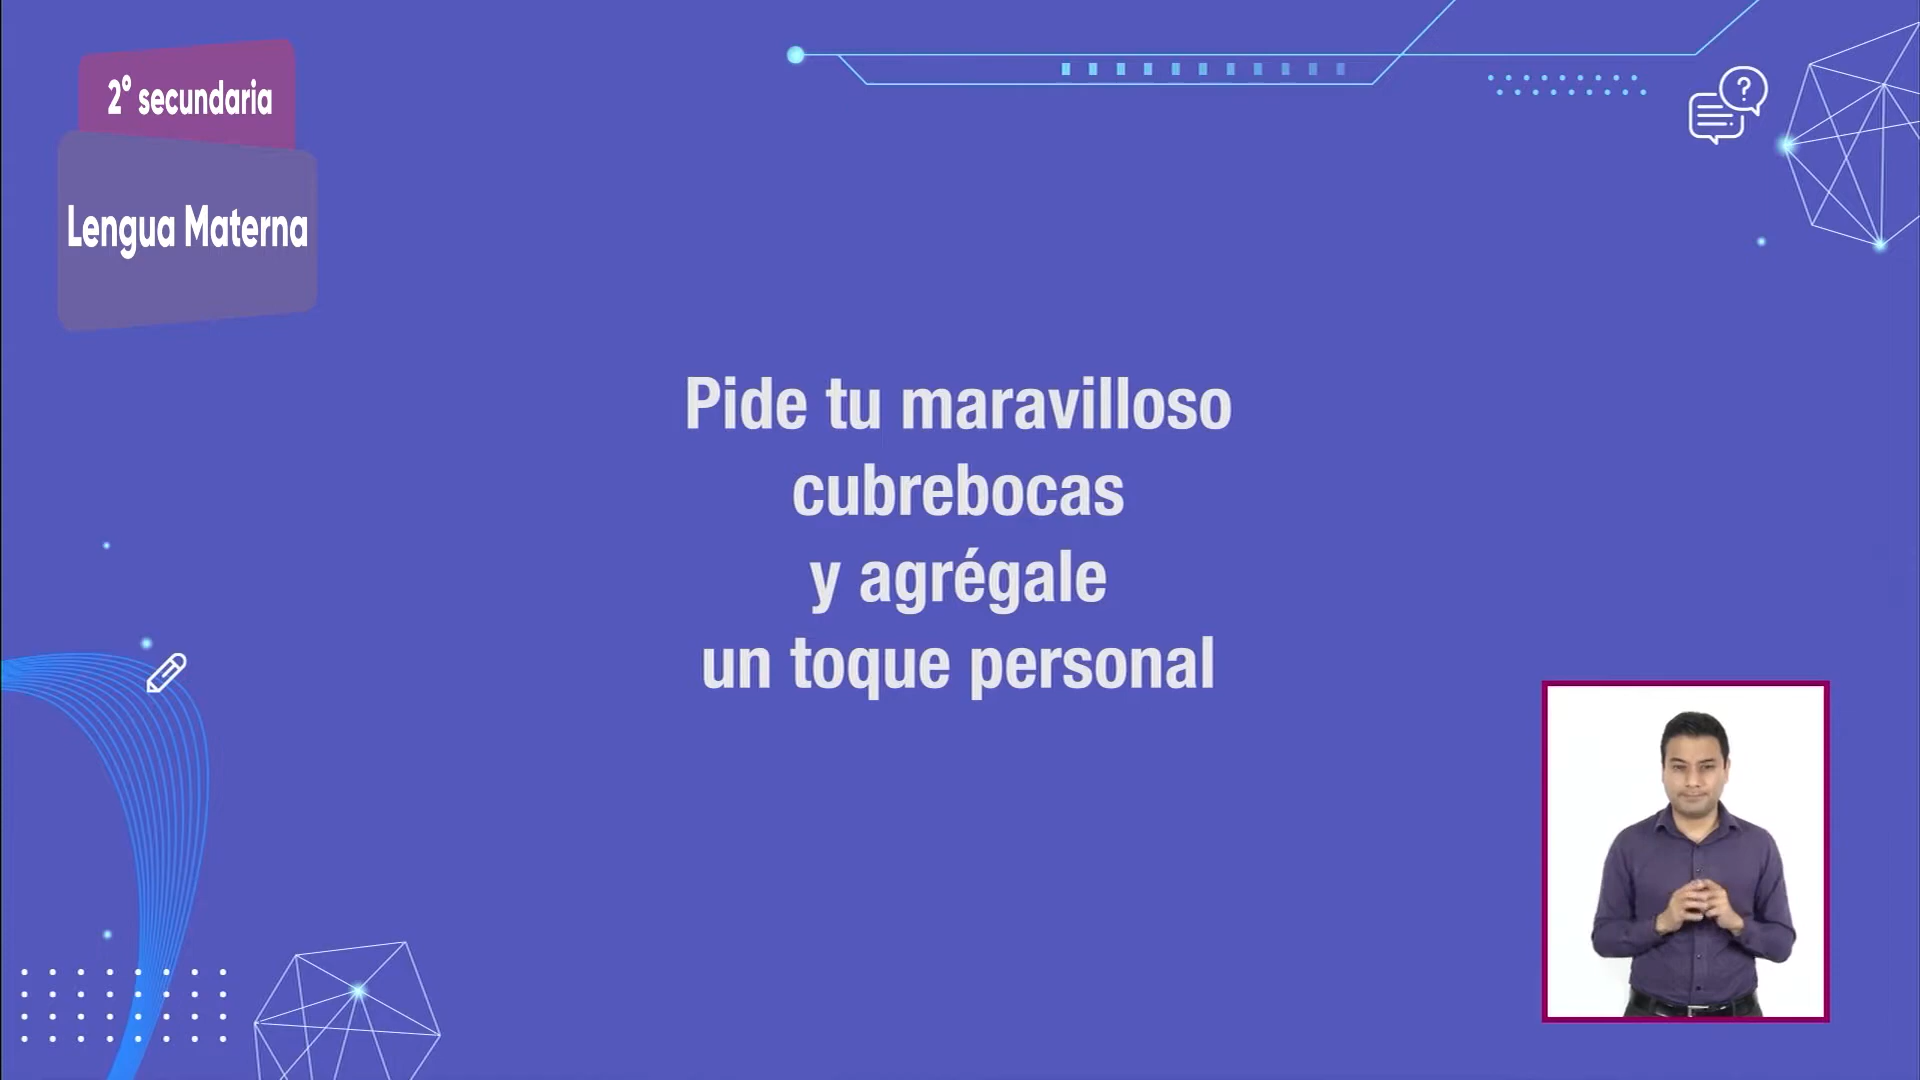 2° secundaria
Lengua Materna
Pide tu maravilloso
cubrebocas
y agrégale
un toque personal